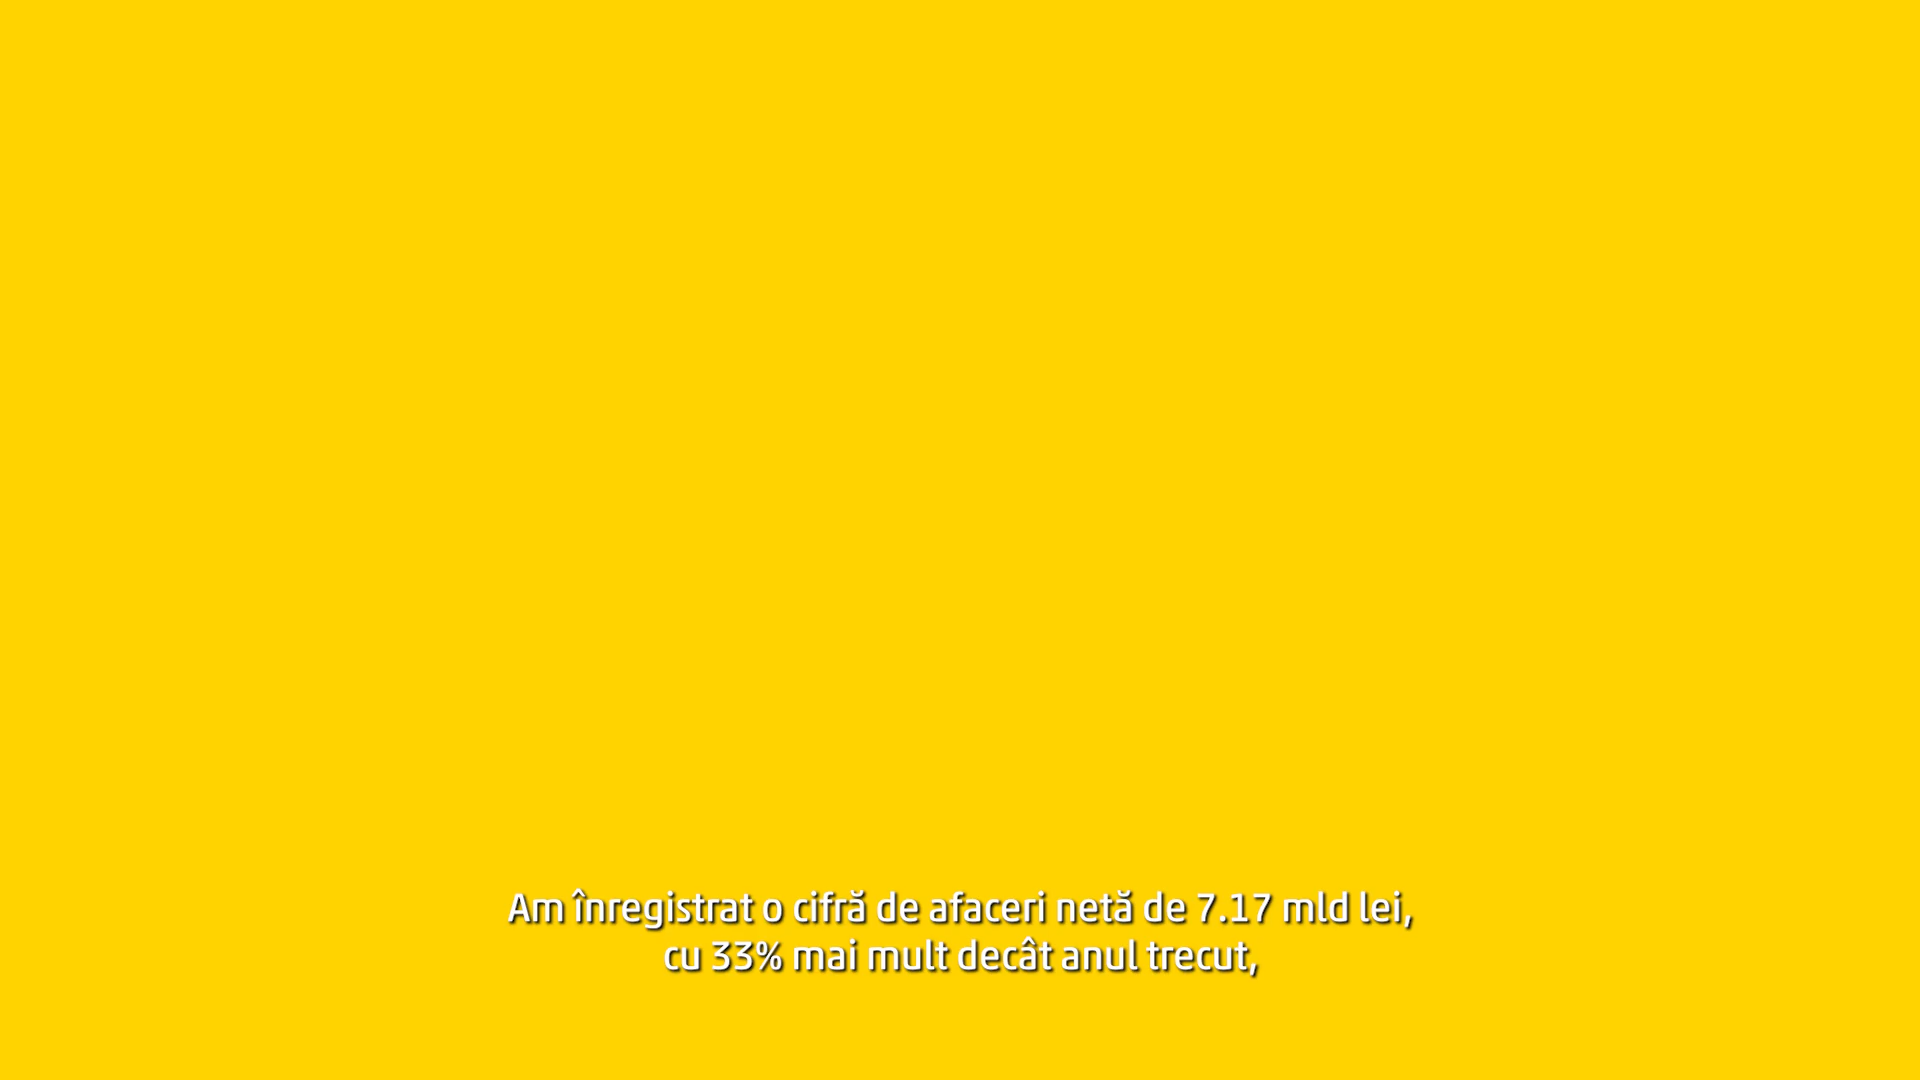 Am înregistrat o cifră de afaceri netă de 7.17 mld lei,
cu 33% mai mult decât anul trecut,